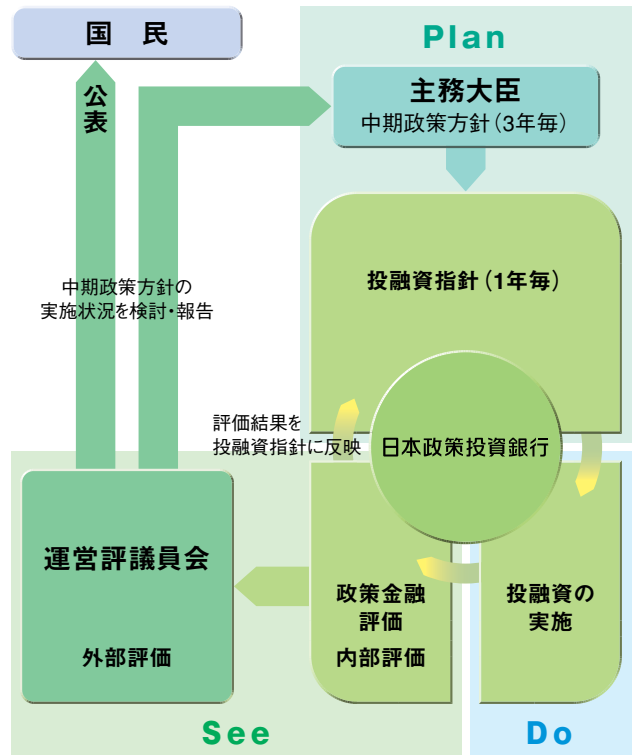 国 民
Plan
公表
主務大臣
中期政策方針（3年毎）
投融資指針（1年毎）
中期政策方針の
実施状況を検討・報告
評価結果を
投融資指針に反映
日本政策投資銀行
運営評議員会
外部評価
政策金融
評価
内部評価
投融資の
実施
See
Do